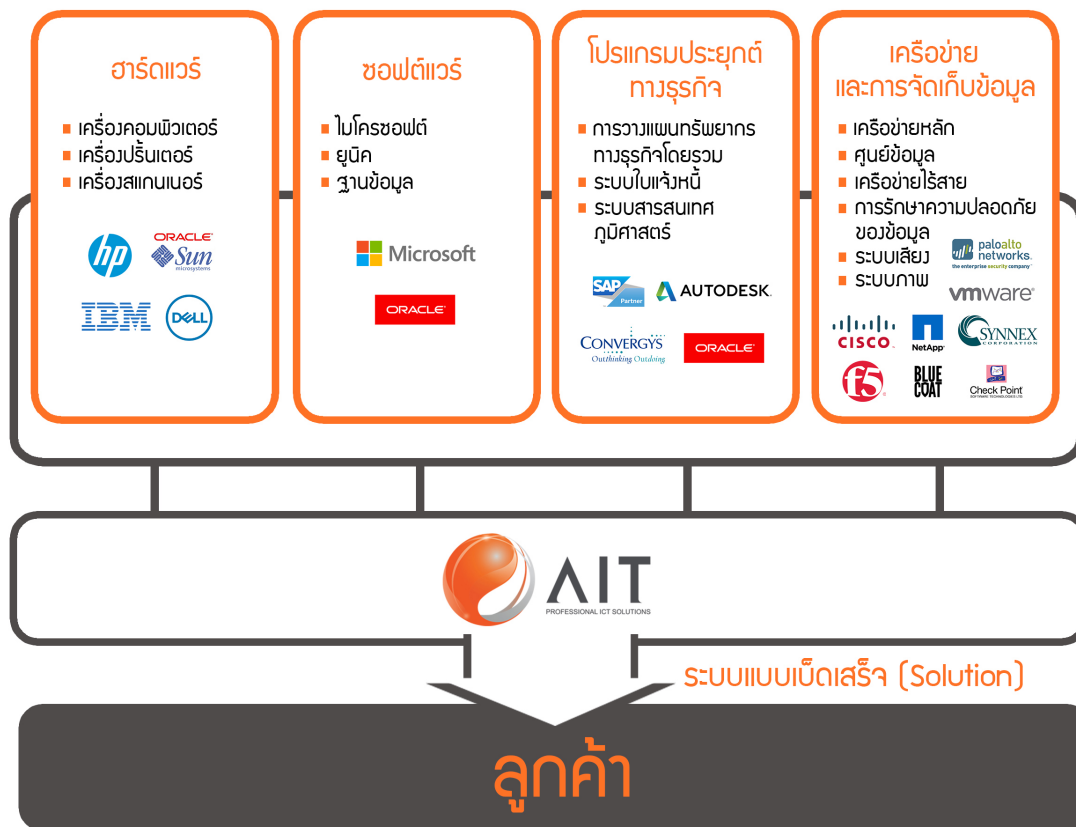 ฮาร์ดแวร์
เครื่องคอมพิวเตอร์
เครื่องปริ้นเตอร์
เครื่องสแกนเนอร์
hp
ORACLE
Sun
microsystems
IBM
DELL
ซอฟต์แวร์
ไมโครซอฟต์
ยูนิค
ฐานข้อมูล
Microsoft
ORACLE
โปรแกรมประยุกต์
ทางธุรกิจ
การวางแผนทรัพยากร
ทางธุรกิจโดยรวม
ระบบใบแจ้งหนี้
ระบบสารสนเทศ
ภูมิศาสตร์
SAP
Partner
AUTODESK.
CONVERGYS
Outthinking Outdoing
ORACLE
เครือข่าย
และการจัดเก็บข้อมูล
เครือข่ายหลัก
ศูนย์ข้อมูล
เครือข่ายไร้สาย
การรักษาความปลอดภัย
ของข้อมูล
ระบบเสียง
ระบบภาพ
paloalto
networks.
the enterprise security company
vmware
CISCO.
NetApp
SYNNEX
CORPORATION
f5
BLUE
COAT
Check Point
SOFTWARE TECHNOLOGIES LTD.
AIT
PROFESSIONAL ICT SOLUTIONS
ระบบแบบเบ็ดเสร็จ (Solution)
ลูกค้า